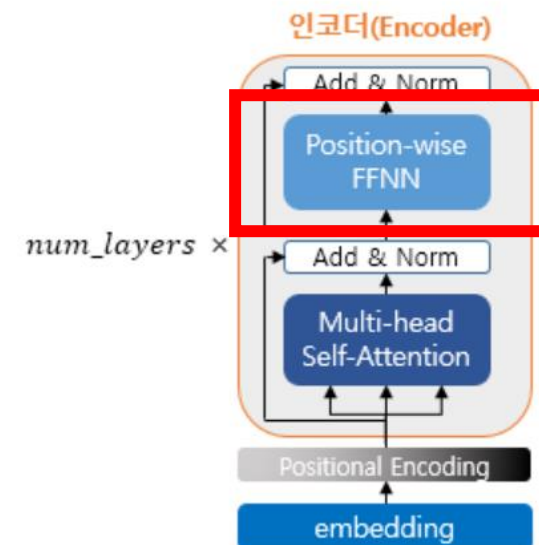 인코더(Encoder)
Add & Norm
Position-wise
FFNN
num_layers ×
Add & Norm
Multi-head
Self-Attention
Positional Encoding
embedding